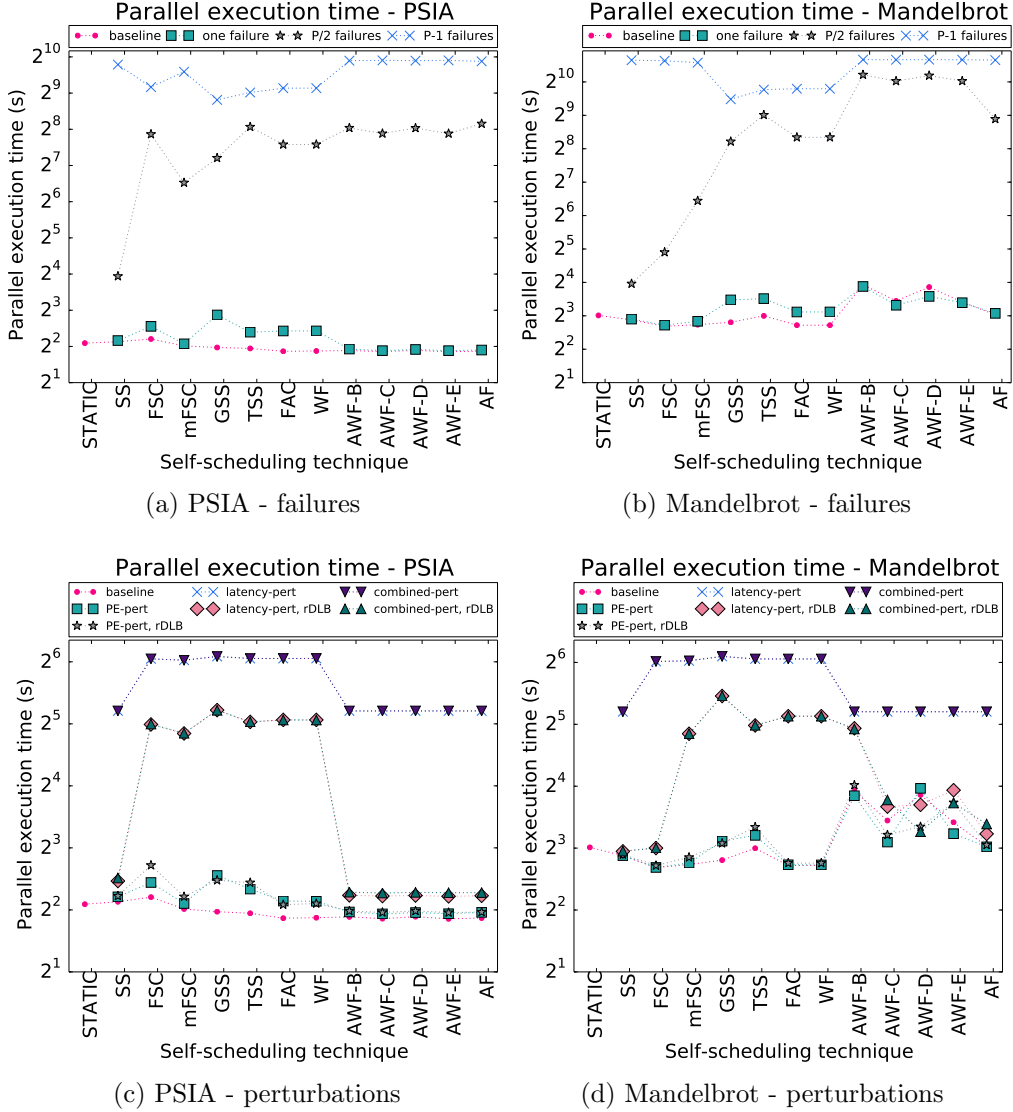 Parallel execution time - PSIA
baseline one failure P/2 failures P-1 failures
2^10
2^9
2^8
2^7
2^6
2^5
2^4
2^3
2^2
2^1
Parallel execution time (s)
STATIC SS FSC mFSC GSS TSS FAC WF AWF-B AWF-C AWF-D AWF-E AF
Self-scheduling technique
(a) PSIA - failures
Parallel execution time - Mandelbrot
baseline one failure P/2 failures P-1 failures
2^10
2^9
2^8
2^7
2^6
2^5
2^4
2^3
2^2
2^1
Parallel execution time (s)
STATIC SS FSC mFSC GSS TSS FAC WF AWF-B AWF-C AWF-D AWF-E AF
Self-scheduling technique
(b) Mandelbrot - failures
Parallel execution time - PSIA
baseline latency-pert combined-pert
PE-pert latency-pert, rDLB combined-pert, rDLB
PE-pert, rDLB
2^6
2^5
2^4
2^3
2^2
2^1
Parallel execution time (s)
STATIC SS FSC mFSC GSS TSS FAC WF AWF-B AWF-C AWF-D AWF-E AF
Self-scheduling technique
(c) PSIA - perturbations
Parallel execution time - Mandelbrot
baseline latency-pert combined-pert
PE-pert latency-pert, rDLB combined-pert, rDLB
PE-pert, rDLB
2^6
2^5
2^4
2^3
2^2
2^1
Parallel execution time (s)
STATIC SS FSC mFSC GSS TSS FAC WF AWF-B AWF-C AWF-D AWF-E AF
Self-scheduling technique
(d) Mandelbrot - perturbations